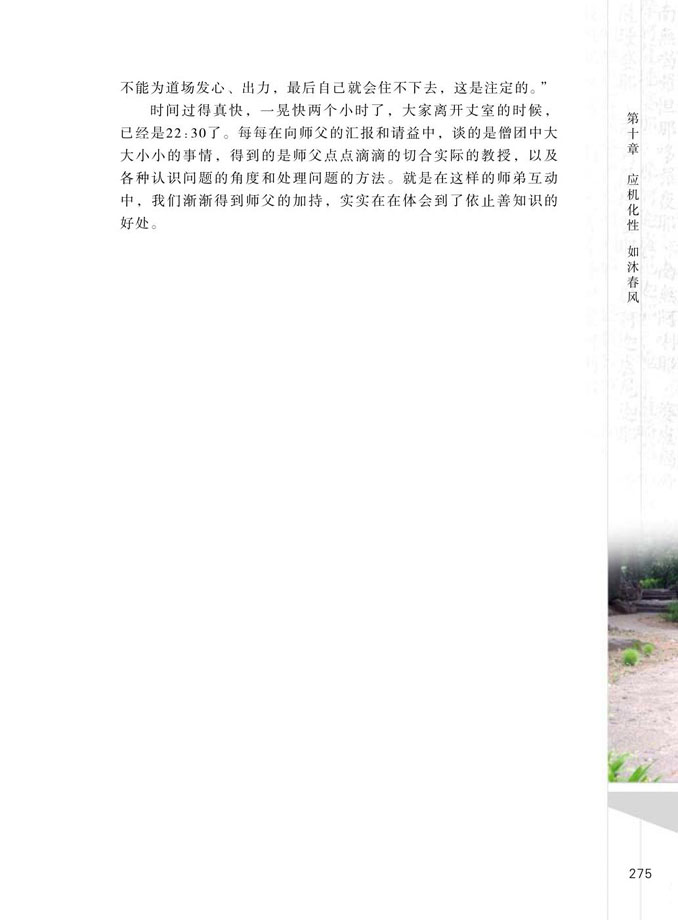 不能为道场发心、出力，最后自己就会住不下去，这是注定的。”
时间过得真快，一晃快两个小时了，大家离开丈室的时候，
已经是22:30了。每每在向师父的汇报和请益中，谈的是僧团中大
大小小的事情，得到的是师父点点滴滴的切合实际的教授，以及
各种认识问题的角度和处理问题的方法。就是在这样的师弟互动
中，我们渐渐得到师父的加持，实实在在体会到了依止善知识的
好处。
第十章 应机化性 如沐春风
275